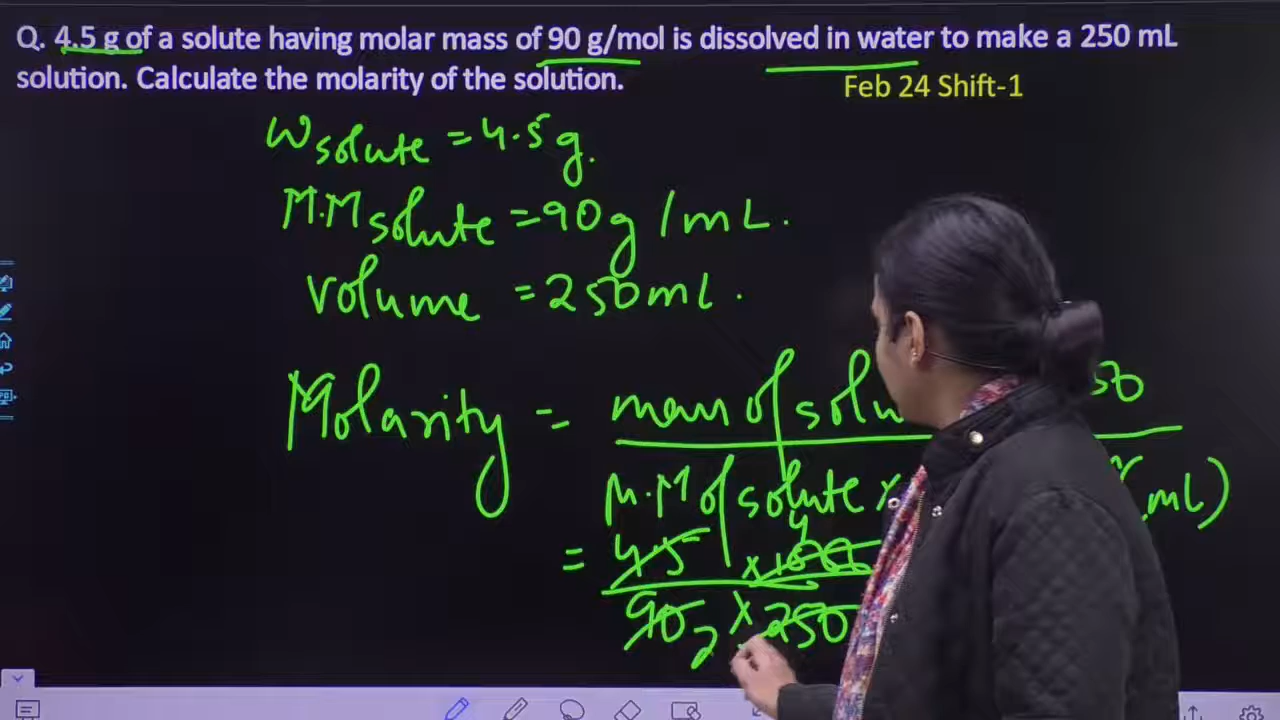 Q. 4.5 g of a solute having molar mass of 90 g/mol is dissolved in water to make a 250 mL
solution. Calculate the molarity of the solution.
Feb 24 Shift-1
Wsolute = 4.5 g.
M.M solute = 90 g/mL.
volume = 250 mL.
Molarity =
of
M.M of solute × mL)
= 45
90 2 × 250